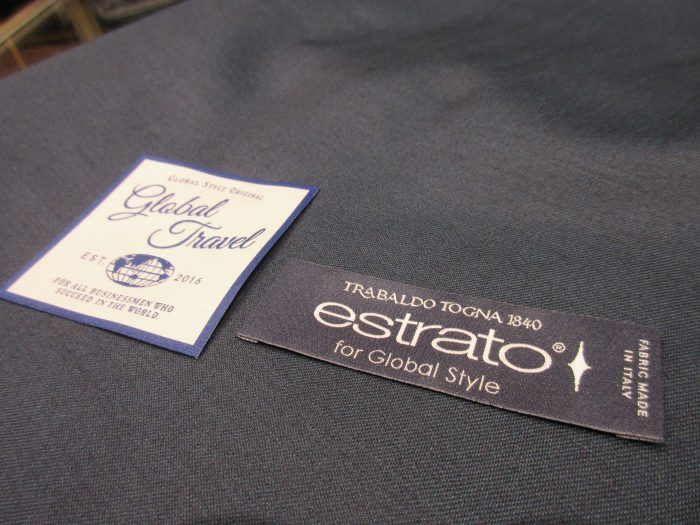 GLOBAL STYLE ORIGINAL
Global
Travel
EST. 2016
FOR ALL BUSINESSMEN WHO
SUCCEED IN THE WORLD.
TRABALDO TOGNA 1840
estrato®
for Global Style
FABRIC MADE
IN ITALY